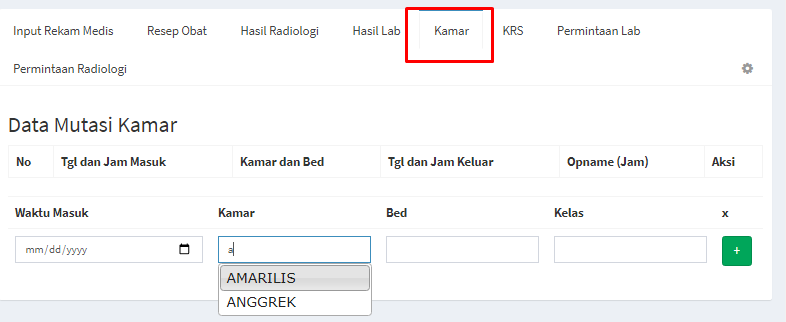 Input Rekam Medis Resep Obat Hasil Radiologi Hasil Lab Kamar KRS Permintaan Lab
Permintaan Radiologi
Data Mutasi Kamar
No Tgl dan Jam Masuk Kamar dan Bed Tgl dan Jam Keluar Opname (Jam) Aksi
Waktu Masuk Kamar Bed Kelas x
mm/dd/yyyy a +
AMARILIS
ANGGREK